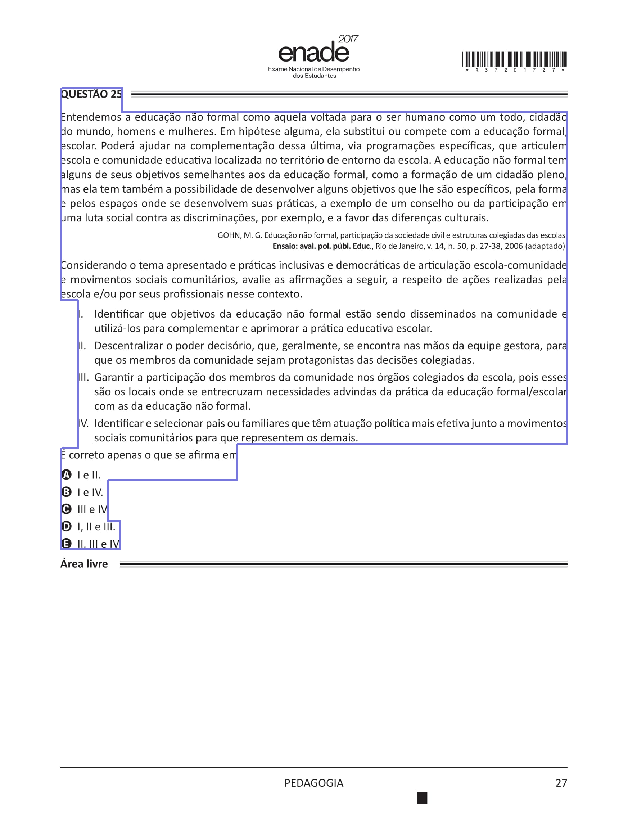 2017
enade
Exame Nacional de Desempenho
dos Estudantes
*R3720172 7*
QUESTÃO 25
Entendemos a educação não formal como aquela voltada para o ser humano como um todo, cidadão
do mundo, homens e mulheres. Em hipótese alguma, ela substitui ou compete com a educação formal,
escolar. Poderá ajudar na complementação dessa última, via programações específicas, que articulem
escola e comunidade educativa localizada no território de entorno da escola. A educação não formal tem
alguns de seus objetivos semelhantes aos da educação formal, como a formação de um cidadão pleno,
mas ela tem também a possibilidade de desenvolver alguns objetivos que lhe são específicos, pela forma
e pelos espaços onde se desenvolvem suas práticas, a exemplo de um conselho ou da participação em
uma luta social contra as discriminações, por exemplo, e a favor das diferenças culturais.
GOHN, M. G. Educação não formal, participação da sociedade civil e estruturas colegiadas das escolas.
Ensaio: aval. pol. públ. Educ., Rio de Janeiro, v. 14, n. 50, p. 27-38, 2006 (adaptado).
Considerando o tema apresentado e práticas inclusivas e democráticas de articulação escola-comunidade
e movimentos sociais comunitários, avalie as afirmações a seguir, a respeito de ações realizadas pela
escola e/ou por seus profissionais nesse contexto.
I. Identificar que objetivos da educação não formal estão sendo disseminados na comunidade e
utilizá-los para complementar e aprimorar a prática educativa escolar.
II. Descentralizar o poder decisório, que, geralmente, se encontra nas mãos da equipe gestora, para
que os membros da comunidade sejam protagonistas das decisões colegiadas.
III. Garantir a participação dos membros da comunidade nos órgãos colegiados da escola, pois esses
são os locais onde se entrecruzam necessidades advindas da prática da educação formal/escolar
com as da educação não formal.
IV. Identificar e selecionar pais ou familiares que têm atuação política mais efetiva junto a movimentos
sociais comunitários para que representem os demais.
É correto apenas o que se afirma em
A I e II.
B I e IV.
C III e IV.
D I, II e III.
E II, III e IV.
Área livre
PEDAGOGIA
27